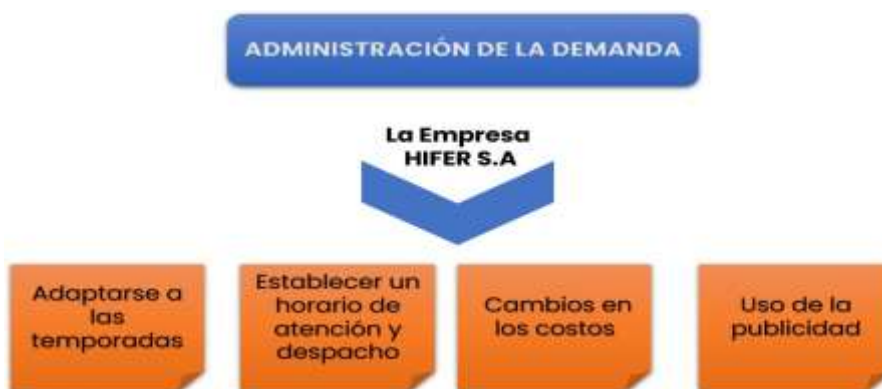 ADMINISTRACIÓN DE LA DEMANDA
La Empresa
HIFER S.A
Adaptarse a
las
temporadas
Establecer un
horario de
atención y
despacho
Cambios en
los costos
Uso de la
publicidad